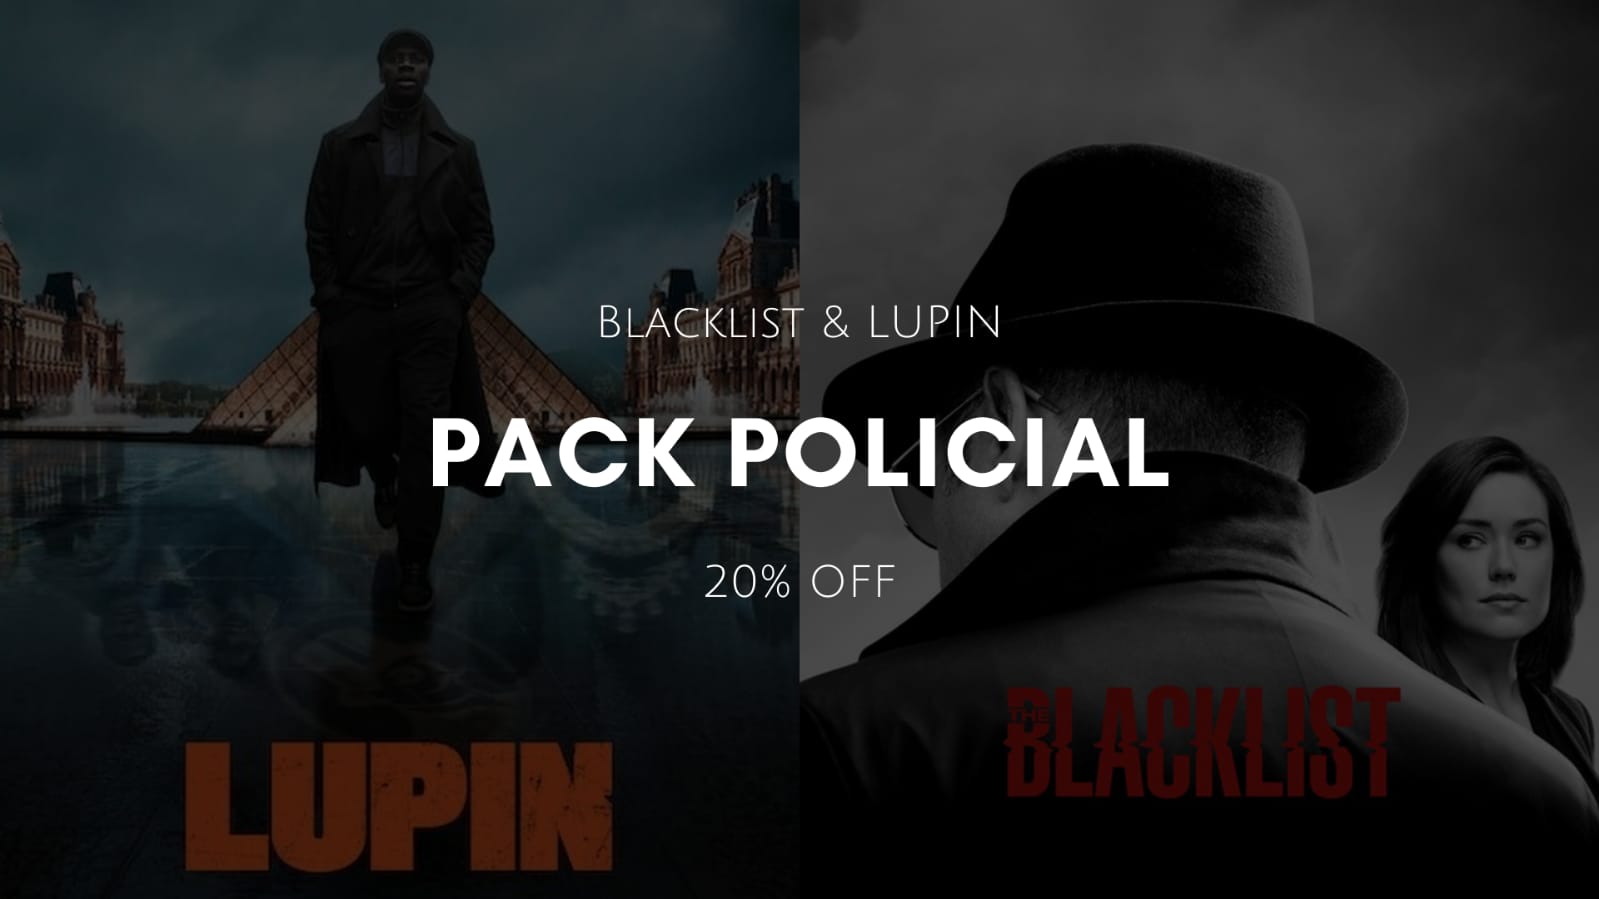 BLACKLIST & LUPIN
PACK POLICIAL
20% OFF
LUPIN
THE
BLACKLIST